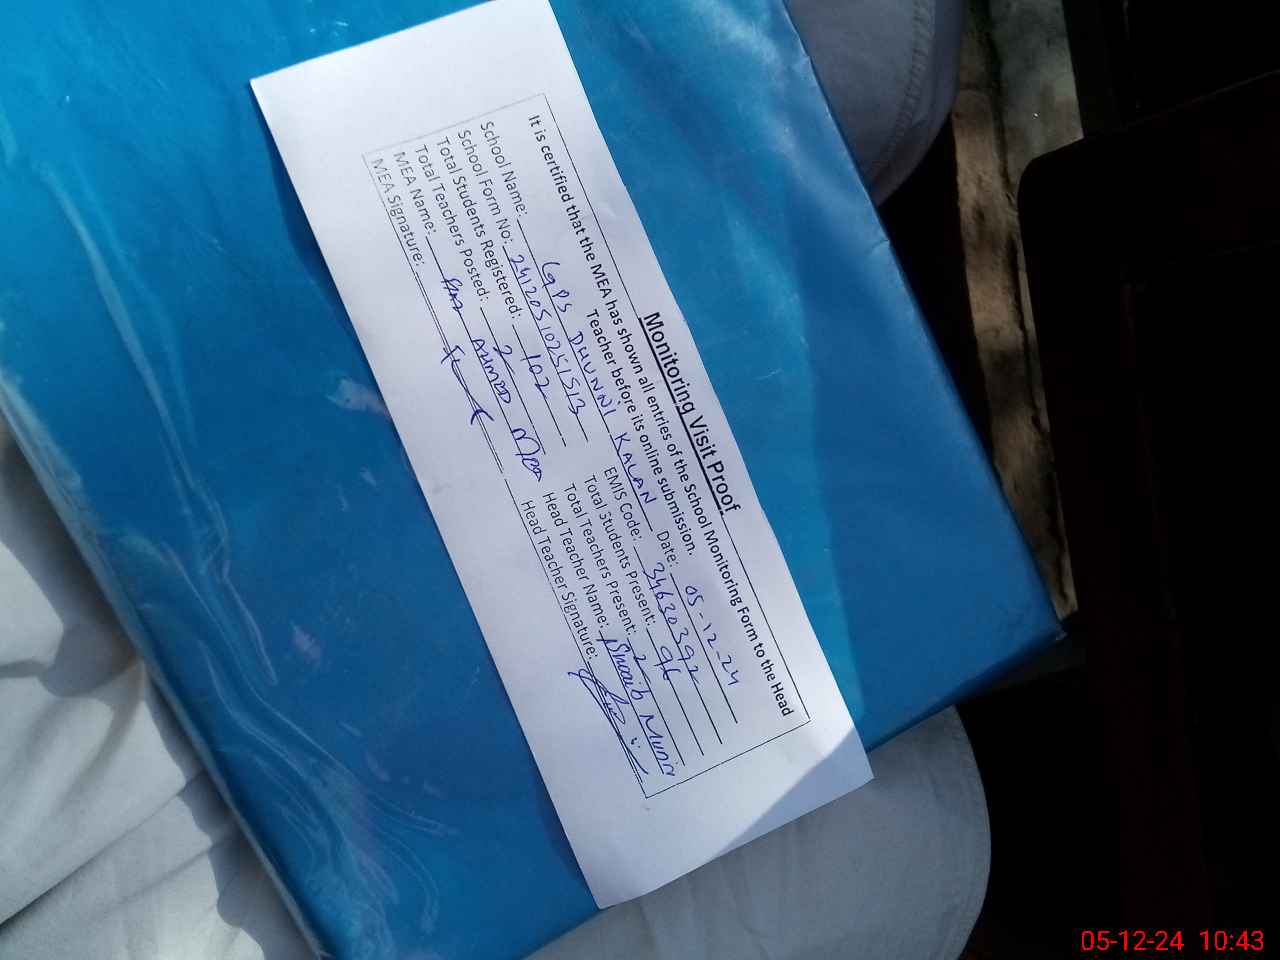 Monitoring Visit Proof
It is certified that the MEA has shown all entries of the School Monitoring Form to the Head
Teacher before its online submission.
School Name: GPS DHUNNI KALAN Date: 05-12-24
School Form No: 24120510251513 EMIS Code: 34630392
Total Students Registered: 102 Total Students Present: 96
Total Teachers Posted: 2 Total Teachers Present: 2
MEA Name: AHMED MEA Head Teacher Name: Shoaib Munir
MEA Signature: Head Teacher Signature:
05-12-24 10:43